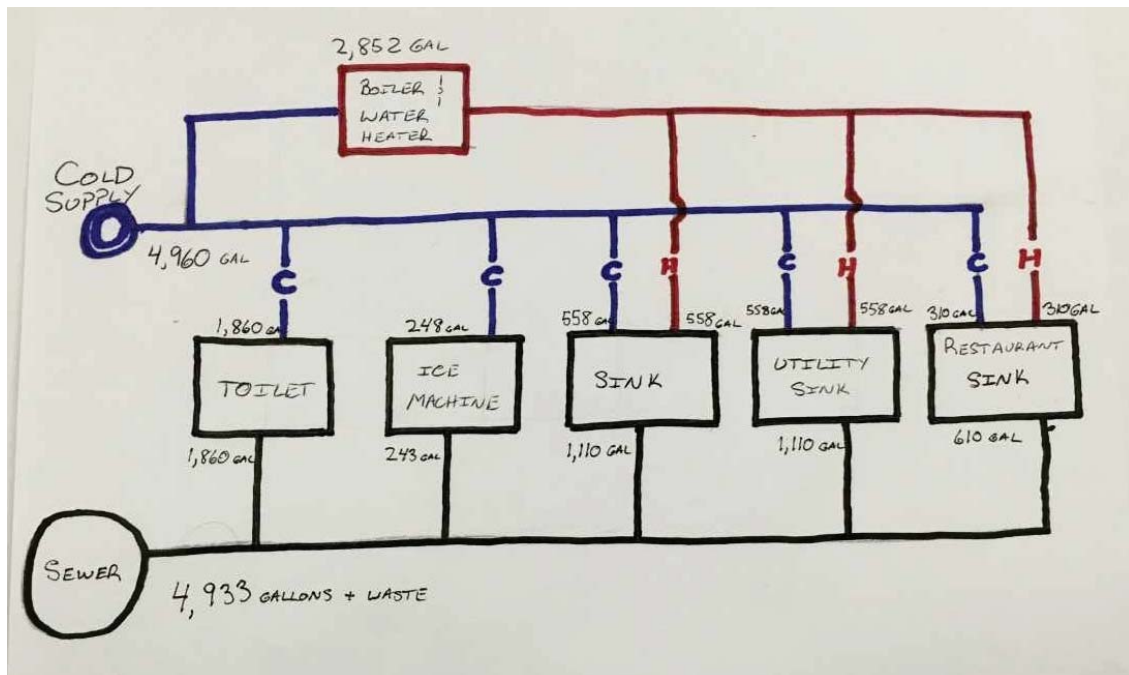 2,852 GAL
BOILER &
WATER
HEATER
COLD
SUPPLY
4,960 GAL
C
C
C
H
C
H
C
H
1,860 GAL
248 GAL
558 GAL
558 GAL
558 GAL
558 GAL
310 GAL
310 GAL
TOILET
ICE
MACHINE
SINK
UTILITY
SINK
RESTAURANT
SINK
1,860 GAL
243 GAL
1,110 GAL
1,110 GAL
610 GAL
SEWER
4,933 GALLONS + WASTE